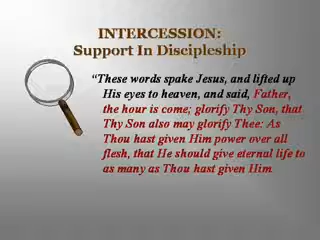 INTERCESSION:
Support In Discipleship
“These words spake Jesus, and lifted up
His eyes to heaven, and said, Father,
the hour is come; glorify Thy Son, that
Thy Son also may glorify Thee: As
Thou hast given Him power over all
flesh, that He should give eternal life to
as many as Thou hast given Him.